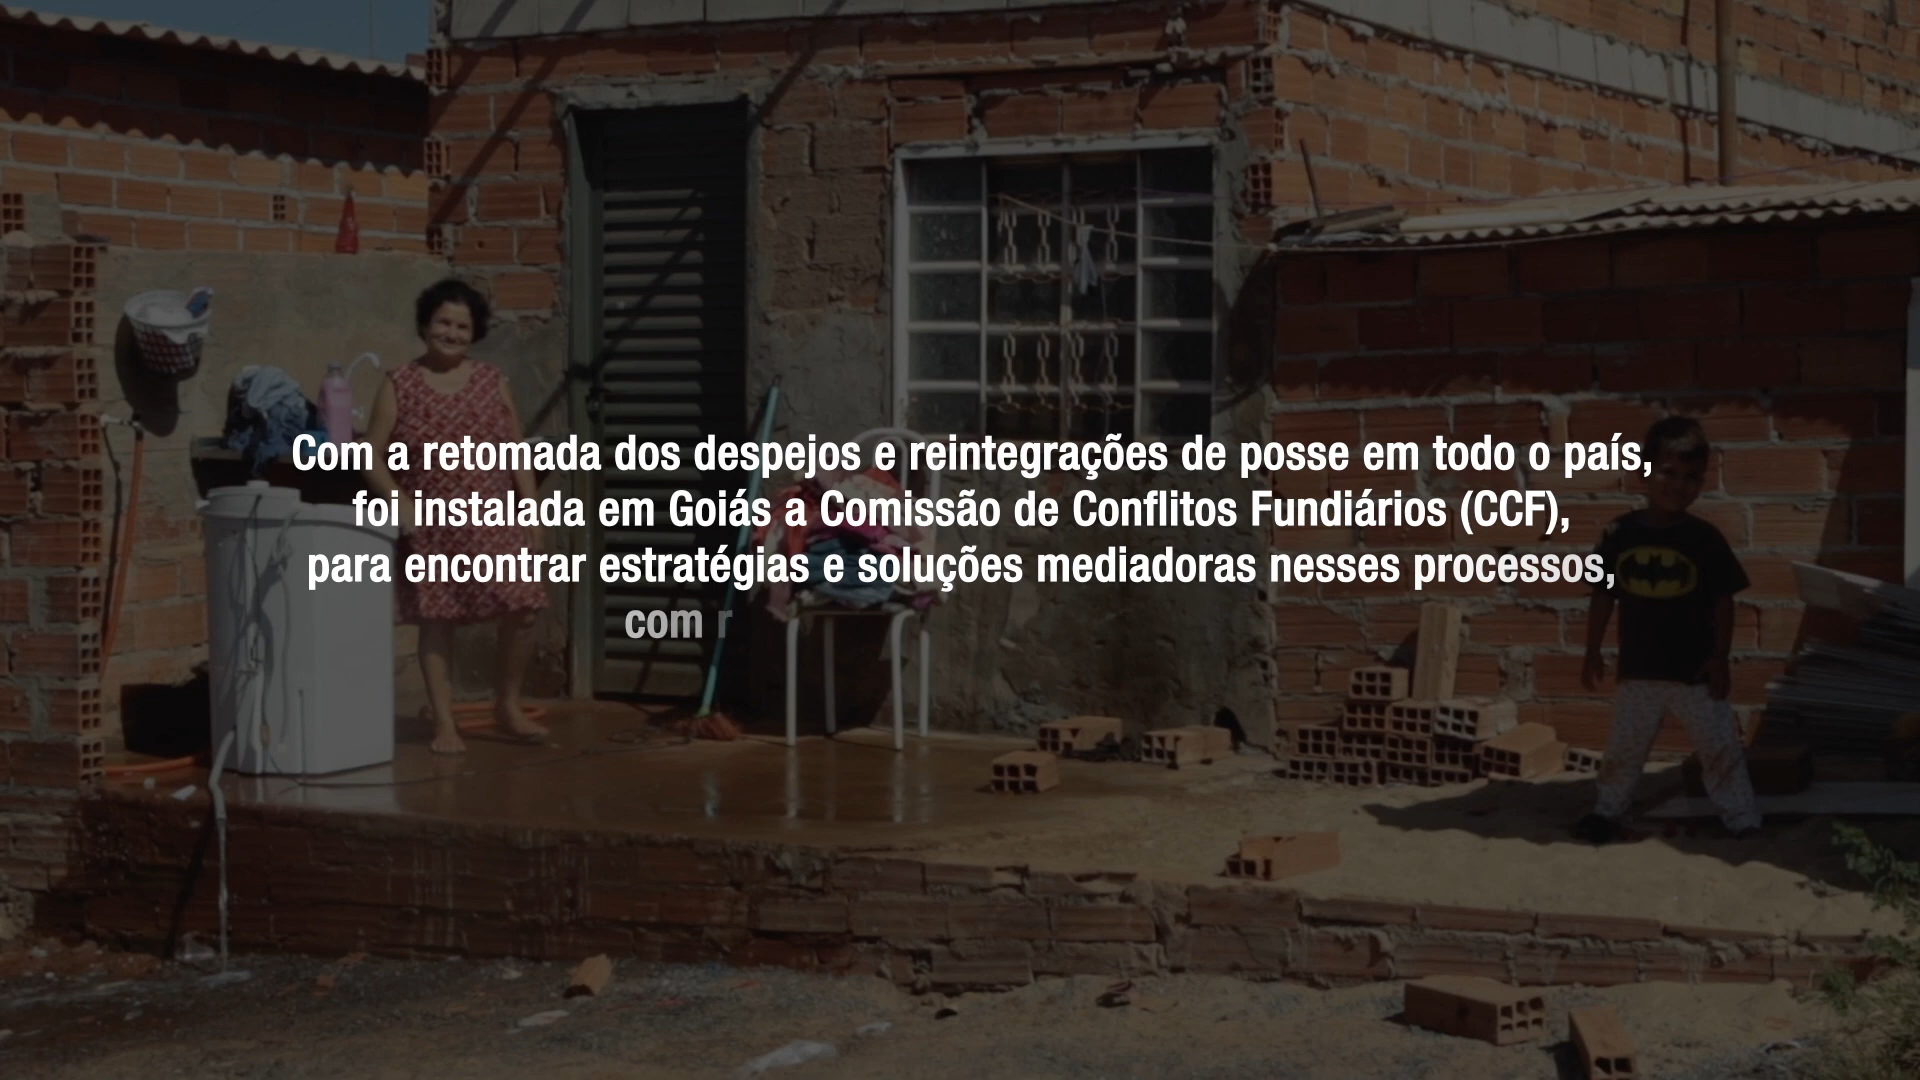 Com a retomada dos despejos e reintegrações de posse em todo o país,
foi instalada em Goiás a Comissão de Conflitos Fundiários (CCF),
para encontrar estratégias e soluções mediadoras nesses processos,
com r